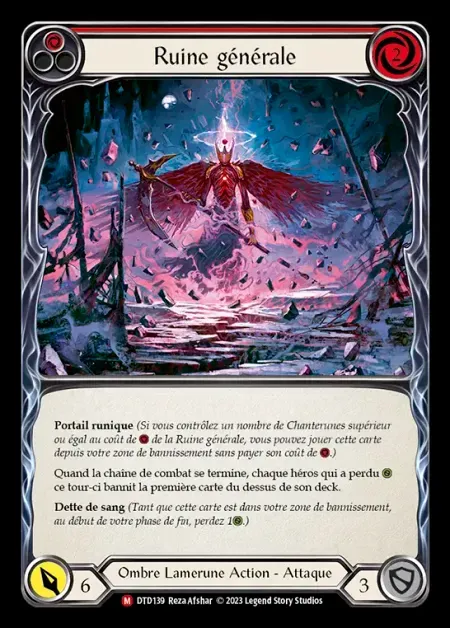 Ruine générale
2
Portail runique (Si vous contrôlez un nombre de Chanterunes supérieur
ou égal au coût de de la Ruine générale, vous pouvez jouer cette carte
depuis votre zone de bannissement sans payer son coût de .)
Quand la chaîne de combat se termine, chaque héros qui a perdu
ce tour-ci bannit la première carte du dessus de son deck.
Dette de sang (Tant que cette carte est dans votre zone de bannissement,
au début de votre phase de fin, perdez 1 .)
6
Ombre Lamerune Action - Attaque
3
M DTD139 Reza Afshar © 2023 Legend Story Studios